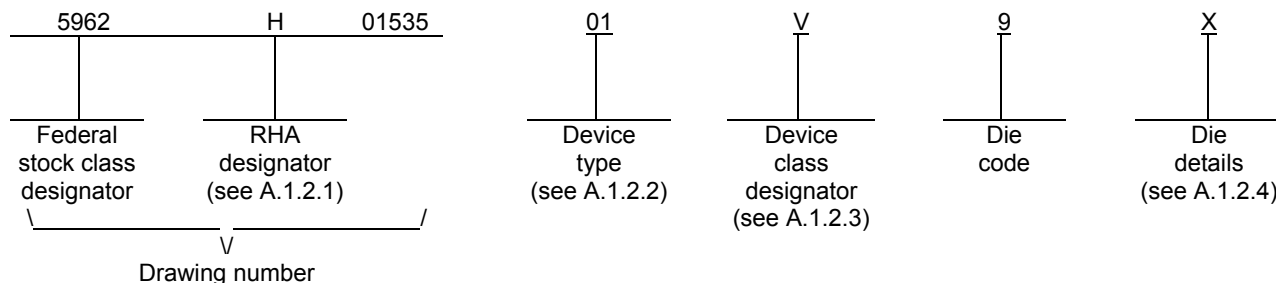 5962 H 01535 01 V 9 X
Federal stock class designator
RHA designator (see A.1.2.1)
Device type (see A.1.2.2)
Device class designator (see A.1.2.3)
Die code
Die details (see A.1.2.4)
\ /
\/
Drawing number